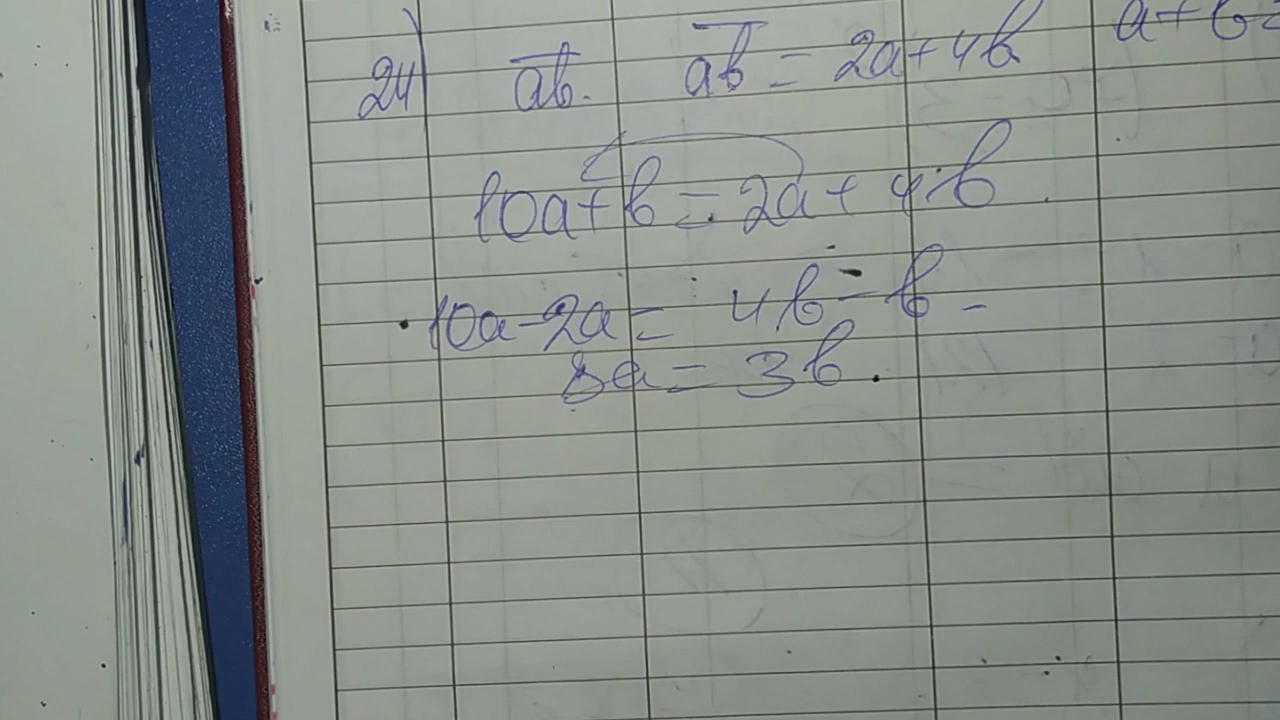 24) ab. ab = 2a+4b a+b=
10a+b = 2a+4b
10a-2a= 4b-b
8a= 3b.